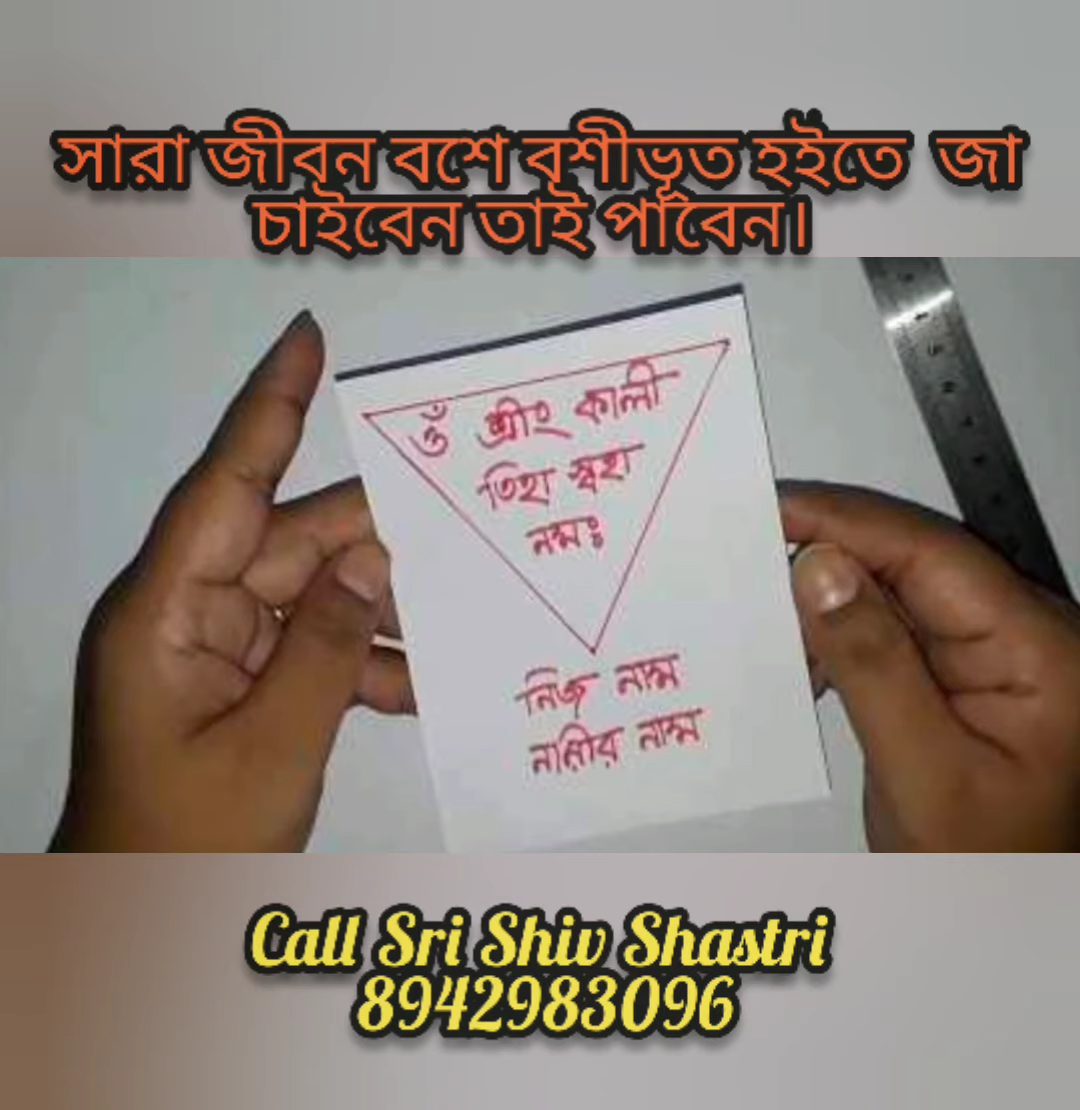 সারা জীবন বশে বশীভূত হইতে জা
চাইবেন তাই পাবেন।
ওঁ শ্রীং কালী
তিহা স্বহা
নমঃ
নিজ নাম
নারীর নাম
Call Sri Shiv Shastri
8942983096